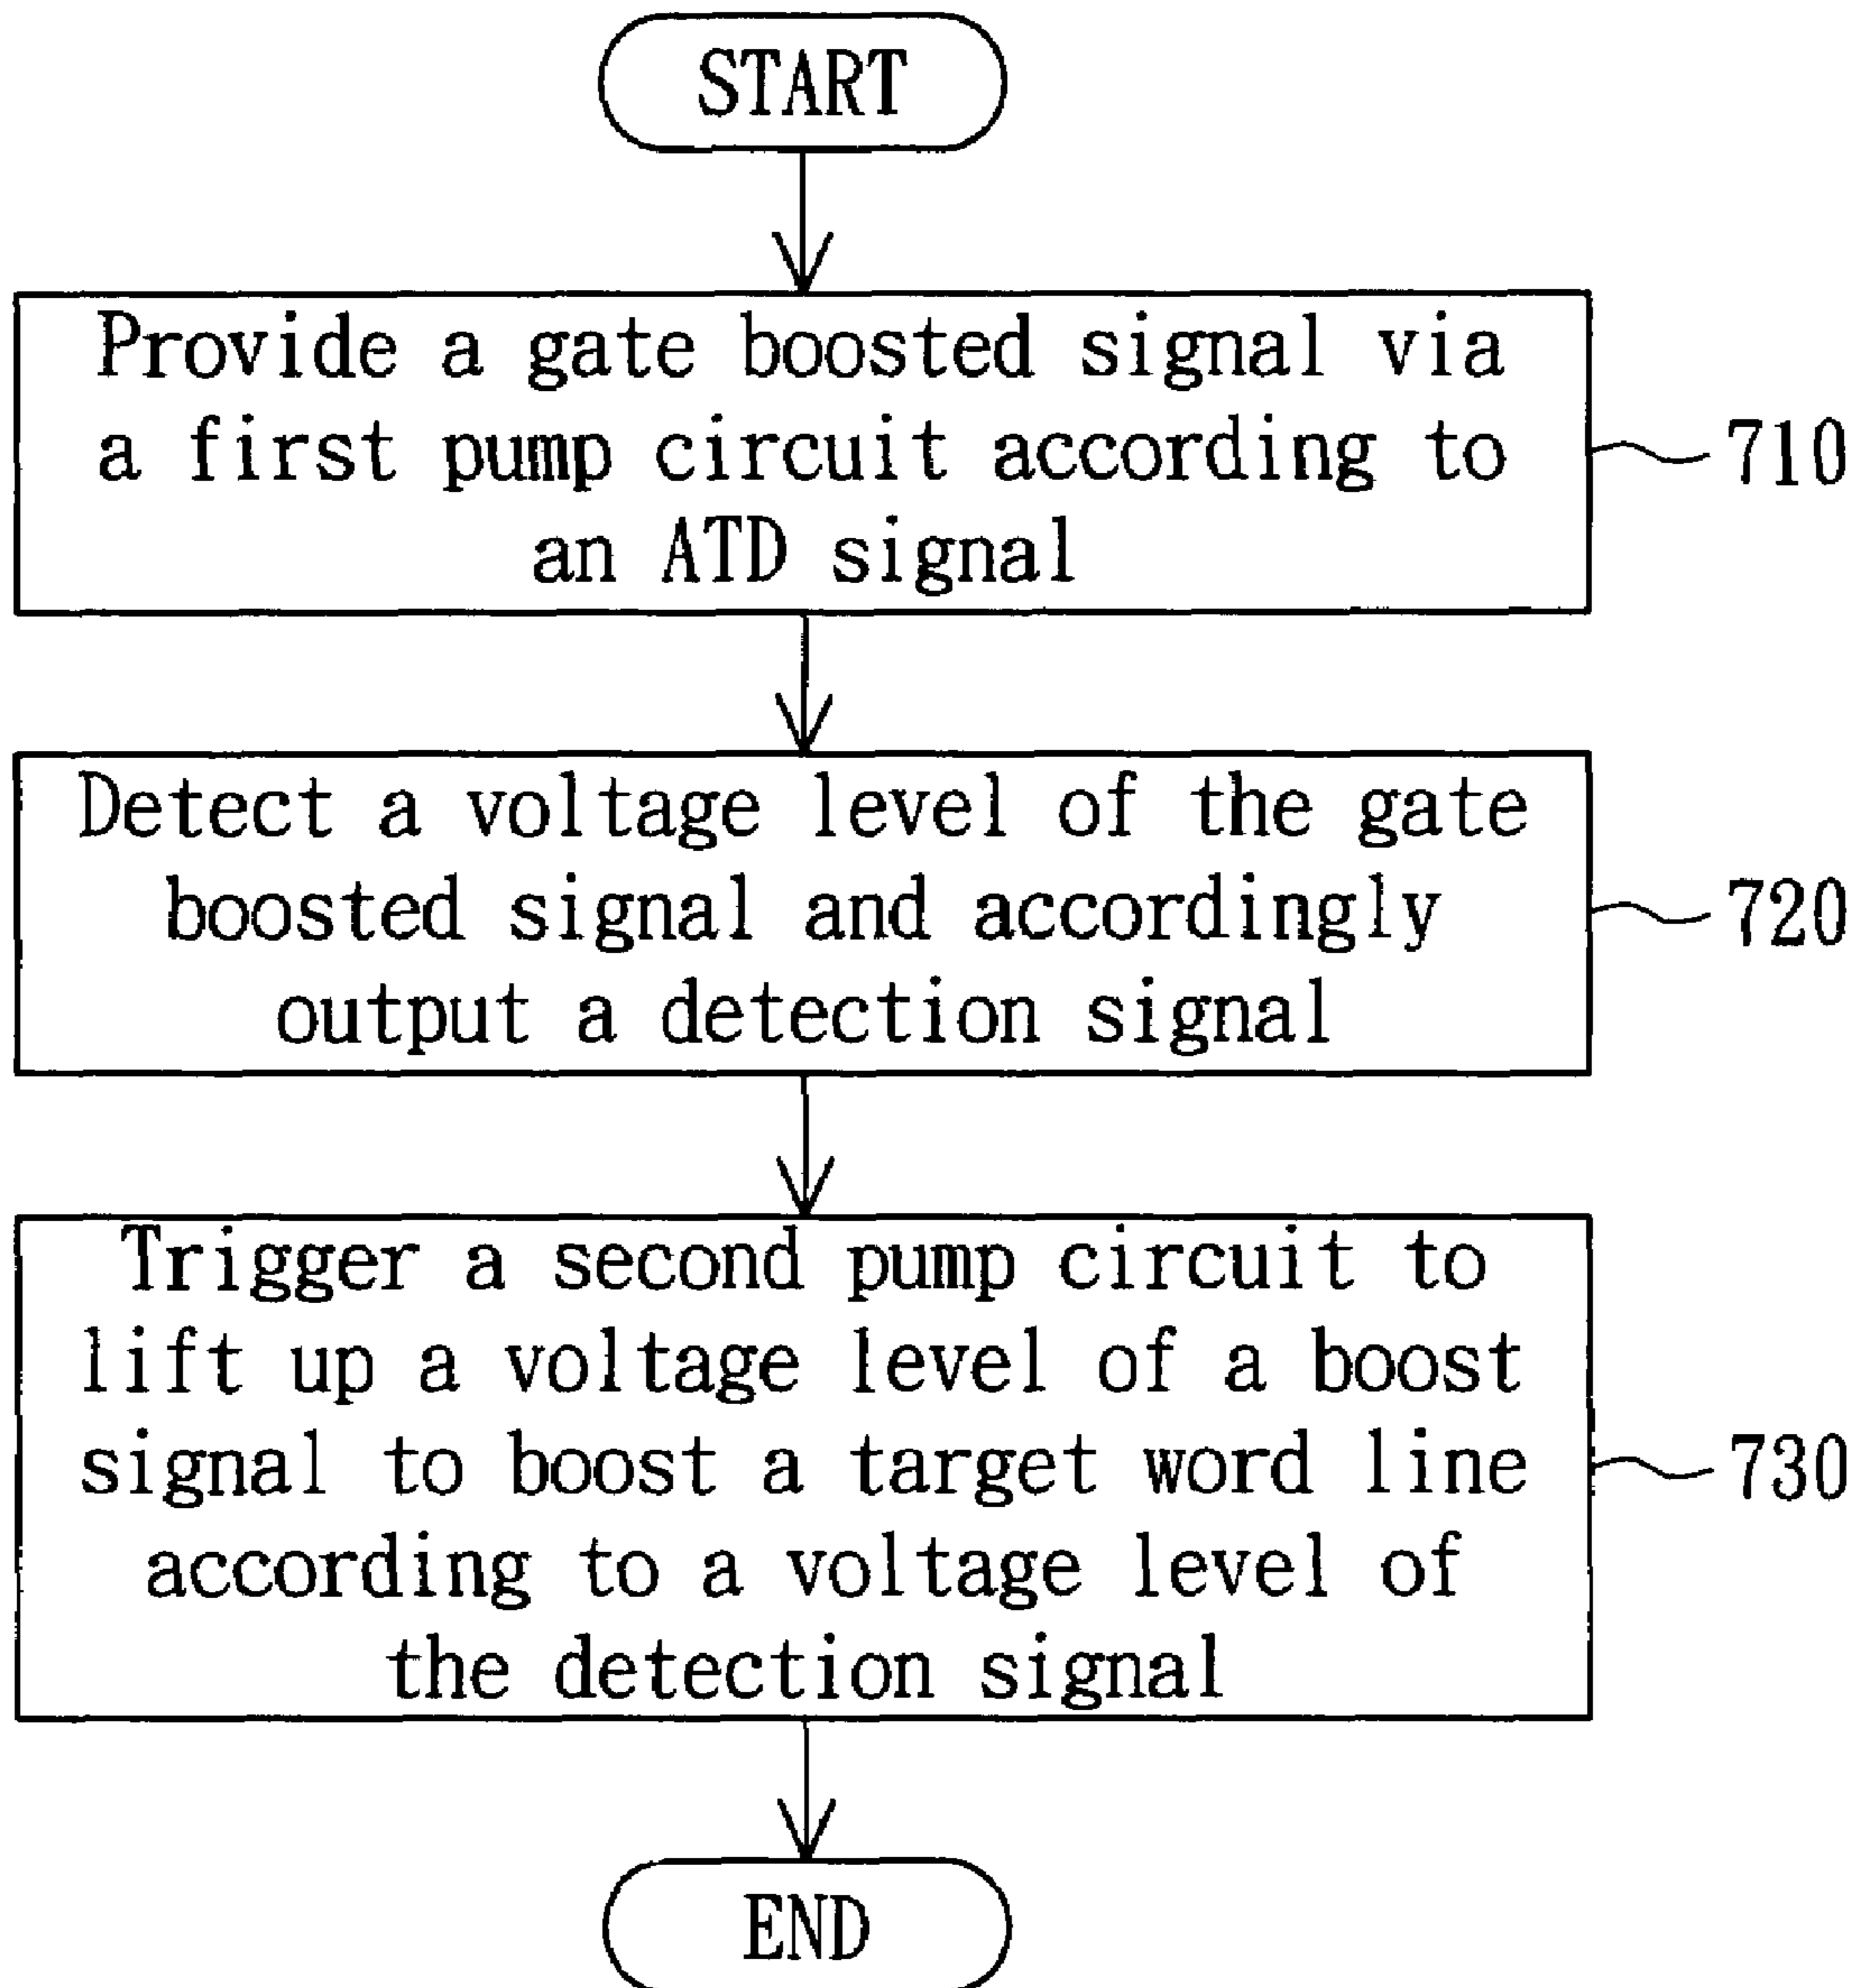 START
Provide a gate boosted signal via
a first pump circuit according to
an ATD signal
710
Detect a voltage level of the gate
boosted signal and accordingly
output a detection signal
720
Trigger a second pump circuit to
lift up a voltage level of a boost
signal to boost a target word line
according to a voltage level of
the detection signal
730
END